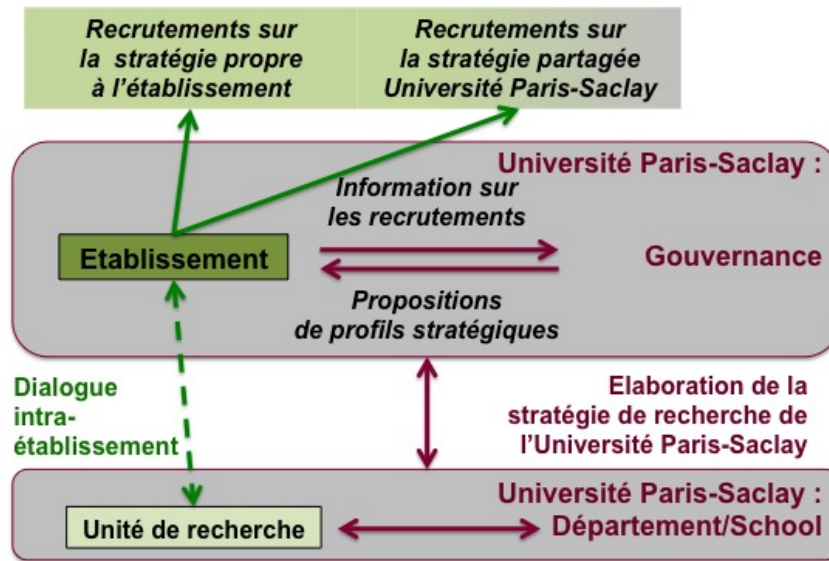 Recrutements sur
la stratégie propre
à l'établissement
Recrutements sur
la stratégie partagée
Université Paris-Saclay
Université Paris-Saclay :
Information sur
les recrutements
Etablissement
Gouvernance
Propositions
de profils stratégiques
Dialogue
intra-
établissement
Elaboration de la
stratégie de recherche de
l'Université Paris-Saclay
Université Paris-Saclay :
Département/School
Unité de recherche